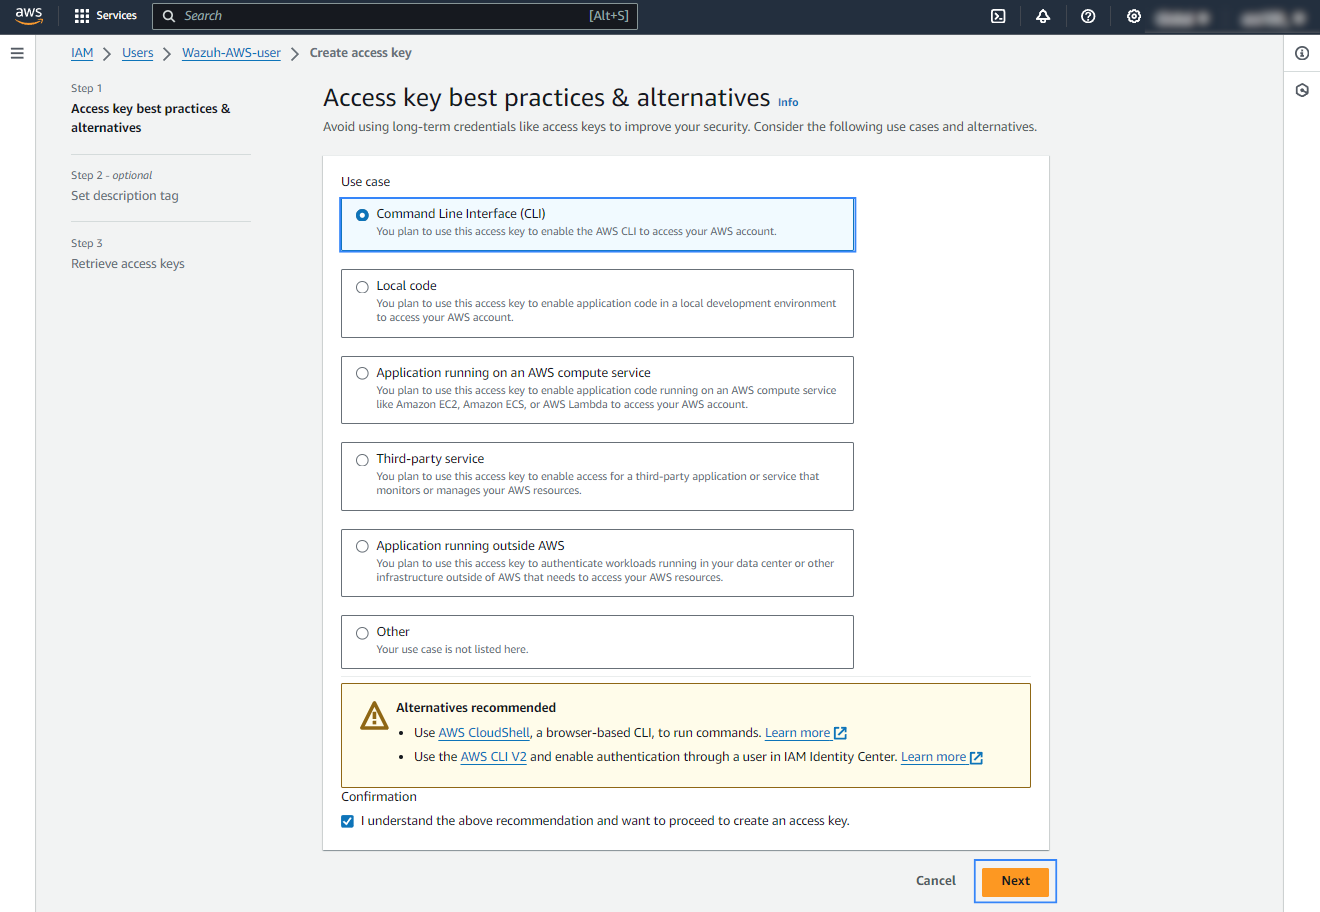 aws Services Search [Alt+S]
IAM Users Wazuh-AWS-user Create access key
Step 1
Access key best practices &
alternatives
Step 2 - optional
Set description tag
Step 3
Retrieve access keys
Access key best practices & alternatives Info
Avoid using long-term credentials like access keys to improve your security. Consider the following use cases and alternatives.
Use case
Command Line Interface (CLI)
You plan to use this access key to enable the AWS CLI to access your AWS account.
Local code
You plan to use this access key to enable application code in a local development environment
to access your AWS account.
Application running on an AWS compute service
You plan to use this access key to enable application code running on an AWS compute service
like Amazon EC2, Amazon ECS, or AWS Lambda to access your AWS account.
Third-party service
You plan to use this access key to enable access for a third-party application or service that
monitors or manages your AWS resources.
Application running outside AWS
You plan to use this access key to authenticate workloads running in your data center or other
infrastructure outside of AWS that needs to access your AWS resources.
Other
Your use case is not listed here.
Alternatives recommended
• Use AWS CloudShell, a browser-based CLI, to run commands. Learn more
• Use the AWS CLI V2 and enable authentication through a user in IAM Identity Center. Learn more
Confirmation
I understand the above recommendation and want to proceed to create an access key.
Cancel Next